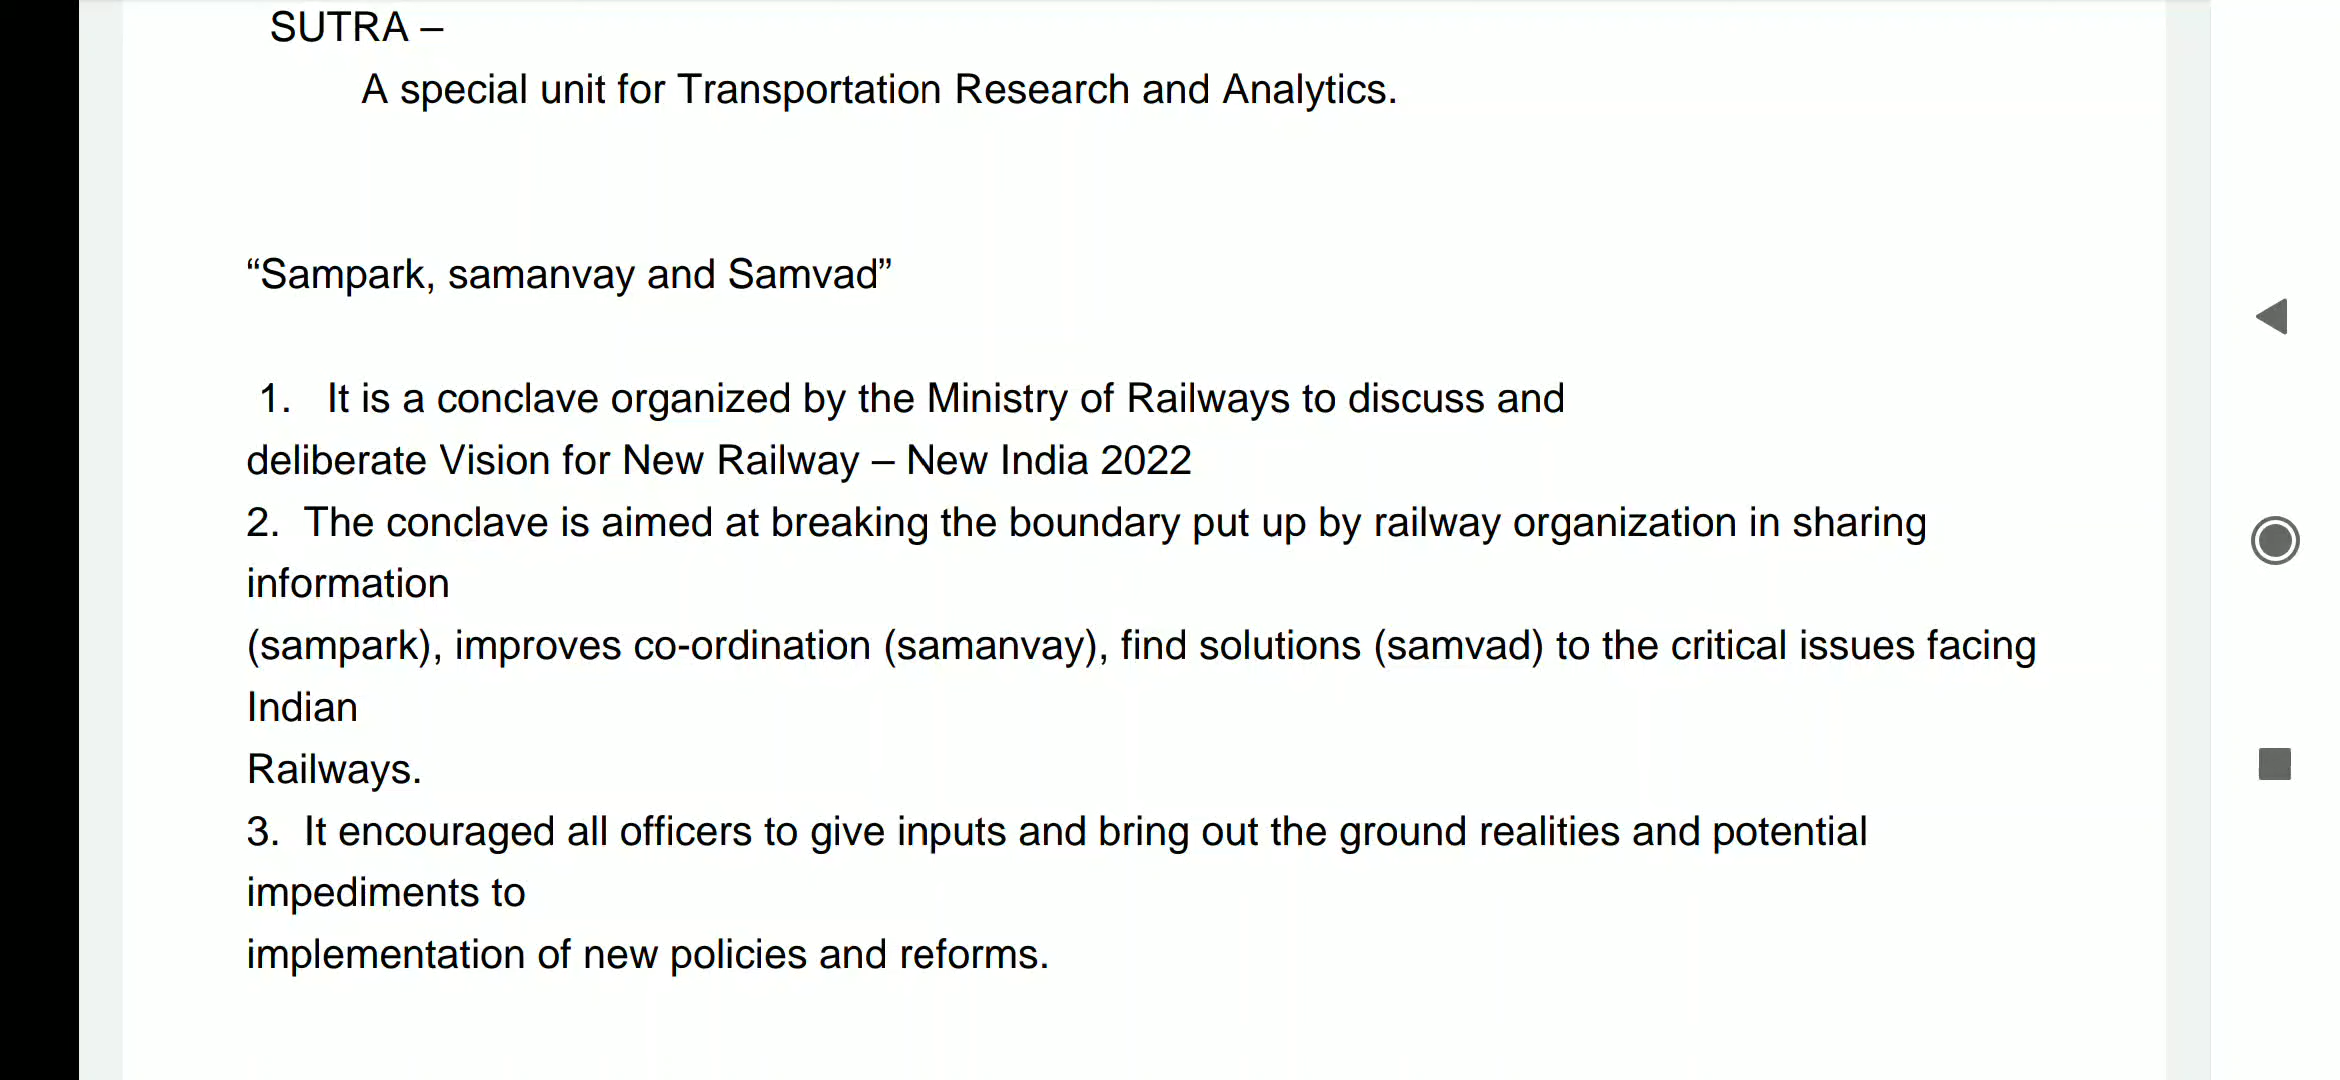 SUTRA –
A special unit for Transportation Research and Analytics.
“Sampark, samanvay and Samvad”
1. It is a conclave organized by the Ministry of Railways to discuss and
deliberate Vision for New Railway – New India 2022
2. The conclave is aimed at breaking the boundary put up by railway organization in sharing
information
(sampark), improves co-ordination (samanvay), find solutions (samvad) to the critical issues facing
Indian
Railways.
3. It encouraged all officers to give inputs and bring out the ground realities and potential
impediments to
implementation of new policies and reforms.